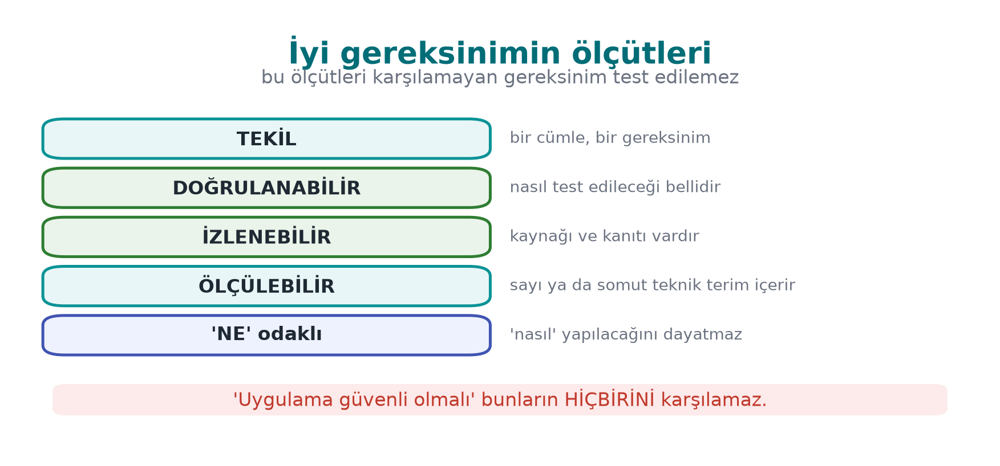 İyi gereksinimin ölçütleri
bu ölçütleri karşılamayan gereksinim test edilemez
TEKİL
bir cümle, bir gereksinim
DOĞRULANABİLİR
nasıl test edileceği bellidir
İZLENEBİLİR
kaynağı ve kanıtı vardır
ÖLÇÜLEBİLİR
sayı ya da somut teknik terim içerir
'NE' odaklı
'nasıl' yapılacağını dayatmaz
'Uygulama güvenli olmalı' bunların HİÇBİRİNİ karşılamaz.